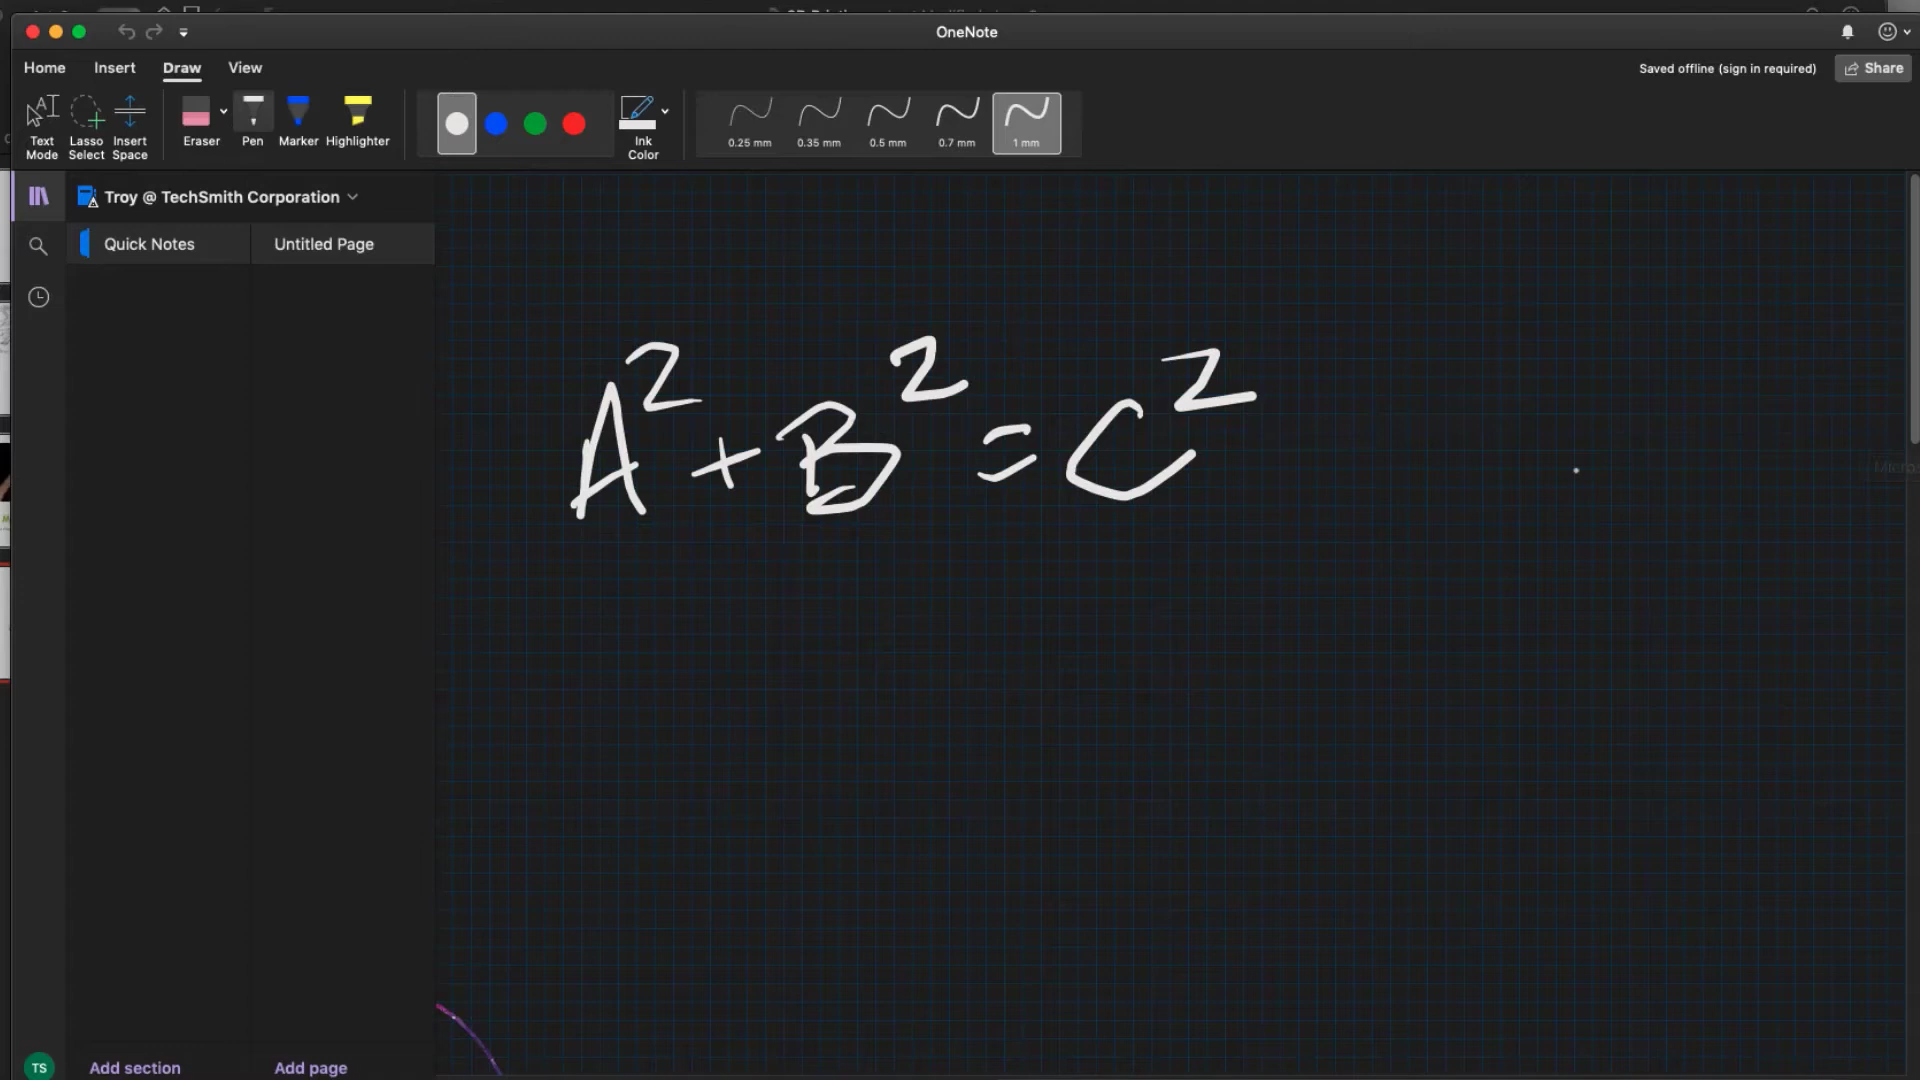 OneNote
Home Insert Draw View
Saved offline (sign in required) Share
Text Mode
Lasso Select
Insert Space
Eraser Pen Marker Highlighter
Ink Color
0.25 mm 0.35 mm 0.5 mm 0.7 mm 1 mm
Troy @ TechSmith Corporation
Quick Notes Untitled Page
A² + B² = C²
TS Add section Add page